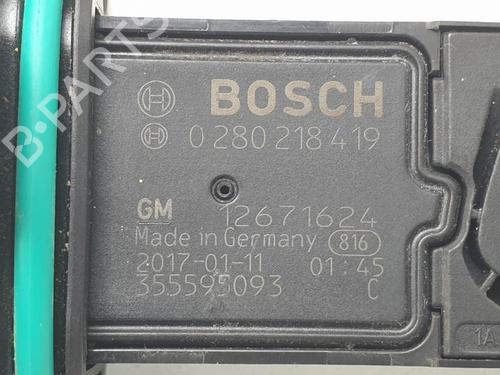 BOSCH
0 280 218 419
GM 12671624
Made in Germany 816
2017-01-11 01:45
355595093 C
1A
B-PARTS